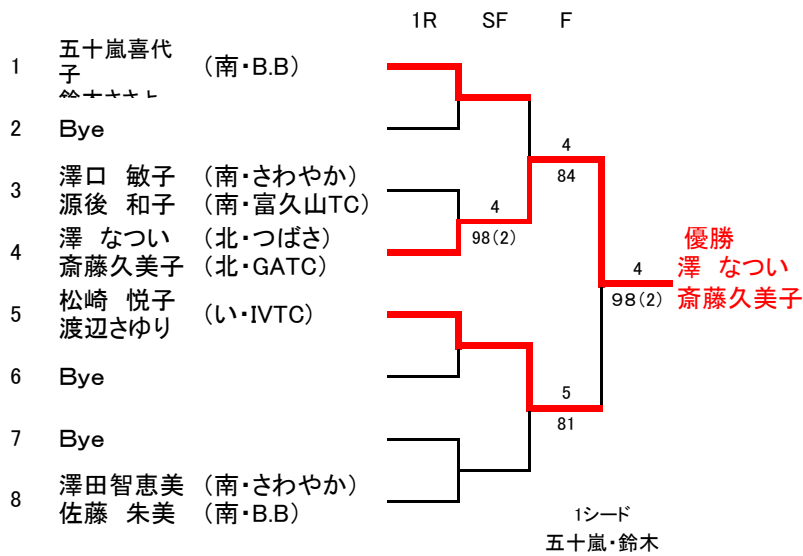 1R SF F
1 五十嵐喜代子 (南・B.B)
2 Bye
3 澤口 敏子 (南・さわやか)
源後 和子 (南・富久山TC)
4 澤 なつい (北・つばさ)
斎藤久美子 (北・GATC)
5 松崎 悦子 (い・IVTC)
渡辺さゆり
6 Bye
7 Bye
8 澤田智恵美 (南・さわやか)
佐藤 朱美 (南・B.B)
4
98(2)
4
84
5
81
4
98(2)
優勝
澤 なつい
斎藤久美子
1シード
五十嵐・鈴木